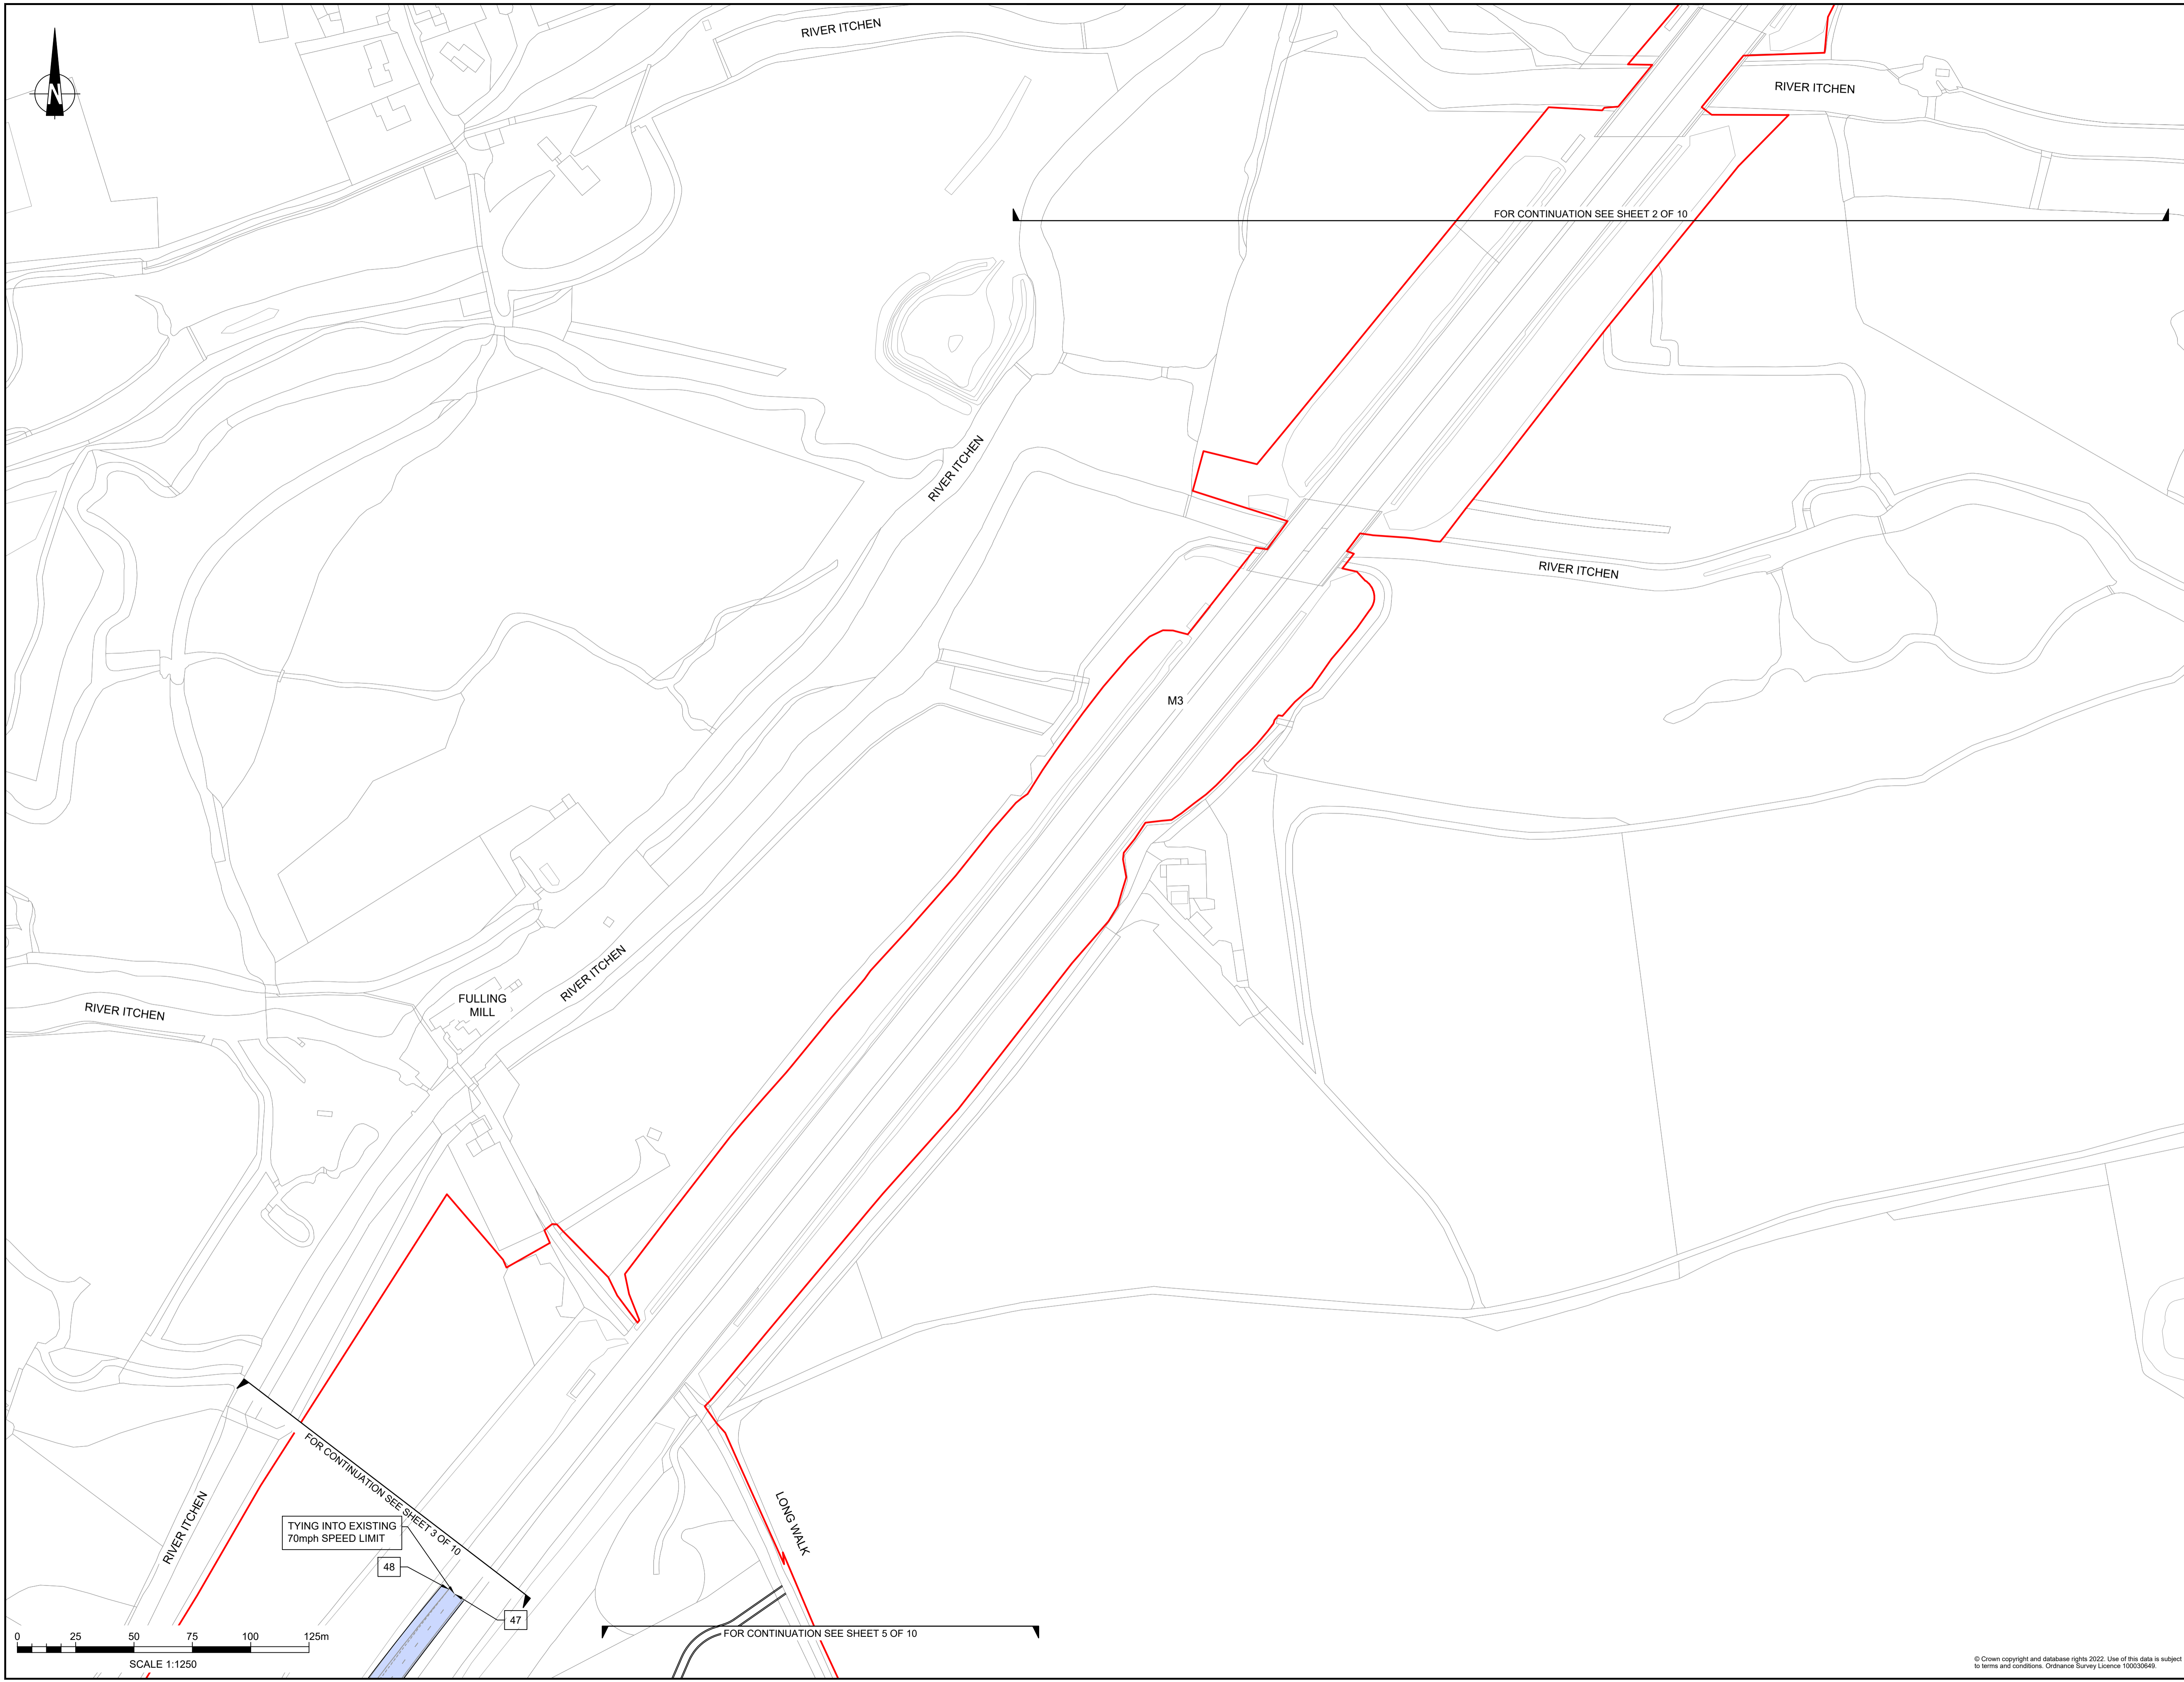 RIVER ITCHEN
N
RIVER ITCHEN
FOR CONTINUATION SEE SHEET 2 OF 10
RIVER ITCHEN
RIVER ITCHEN
M3
RIVER ITCHEN
FULLING
MILL
RIVER ITCHEN
FOR CONTINUATION SEE SHEET 3 OF 10
RIVER ITCHEN
TYING INTO EXISTING
70mph SPEED LIMIT
LONG WALK
48
47
0 25 50 75 100 125m
SCALE 1:1250
FOR CONTINUATION SEE SHEET 5 OF 10
© Crown copyright and database rights 2022. Use of this data is subject
to terms and conditions. Ordnance Survey Licence 100030649.